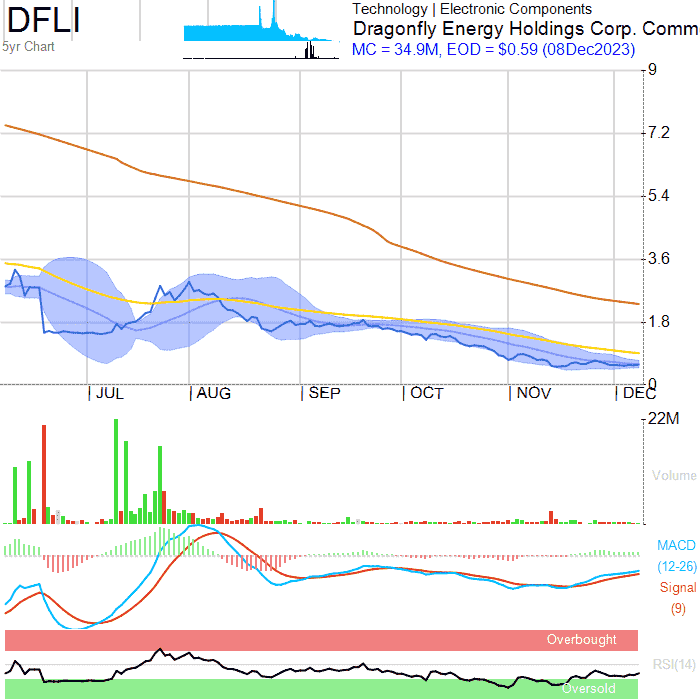 DFLI
5yr Chart
Technology | Electronic Components
Dragonfly Energy Holdings Corp. Comm
MC = 34.9M, EOD = $0.59 (08Dec2023)
9
7.2
5.4
3.6
1.8
0
JUL AUG SEP OCT NOV DEC
22M
Volume
MACD
(12-26)
Signal
(9)
Overbought
RSI(14)
Oversold